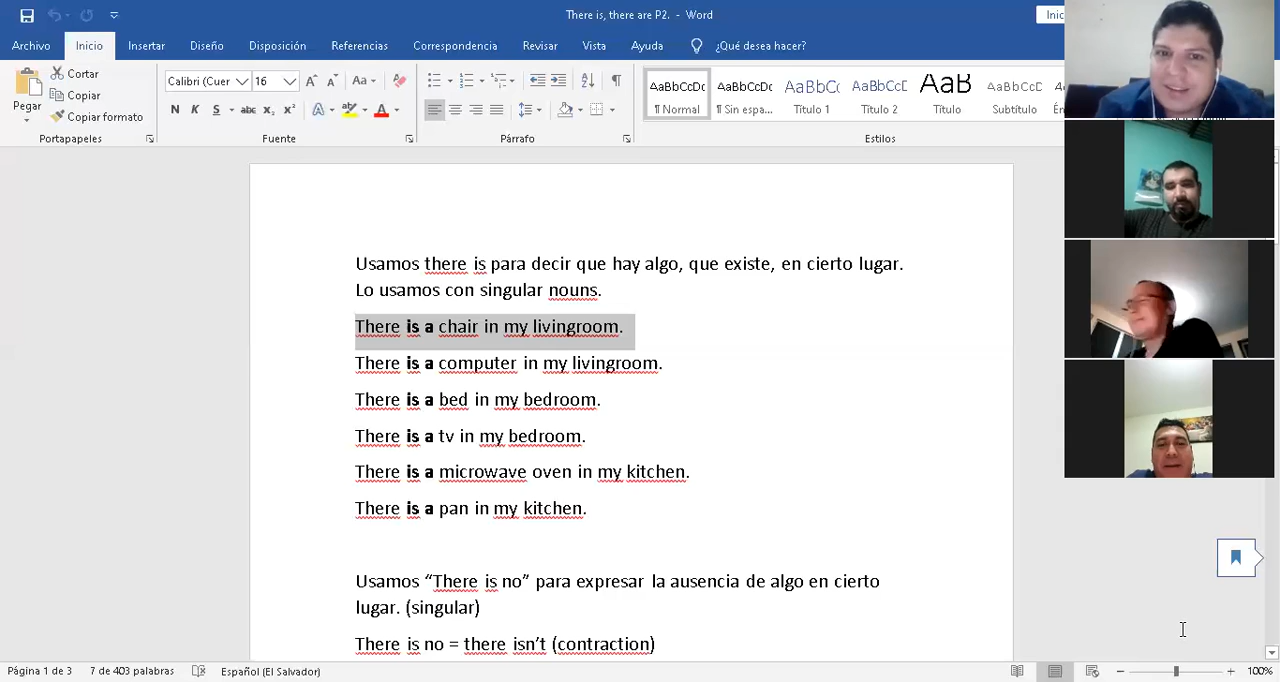 There is, there are P2. - Word
Inic
Archivo Inicio Insertar Diseño Disposición Referencias Correspondencia Revisar Vista Ayuda ¿Qué desea hacer?
Pegar
Cortar
Copiar
Copiar formato
Portapapeles
Calibri (Cuer 16
N K S abc x₂ x²
Fuente
Párrafo
AaBbCcDc AaBbCcDc AaBbCc AaBbCcD AaB AaBbCcD
¶ Normal ¶ Sin espa... Título 1 Título 2 Título Subtítulo
Estilos
Usamos there is para decir que hay algo, que existe, en cierto lugar.
Lo usamos con singular nouns.
There is a chair in my livingroom.
There is a computer in my livingroom.
There is a bed in my bedroom.
There is a tv in my bedroom.
There is a microwave oven in my kitchen.
There is a pan in my kitchen.
Usamos “There is no” para expresar la ausencia de algo en cierto
lugar. (singular)
There is no = there isn’t (contraction)
Página 1 de 3 7 de 403 palabras Español (El Salvador) 100%